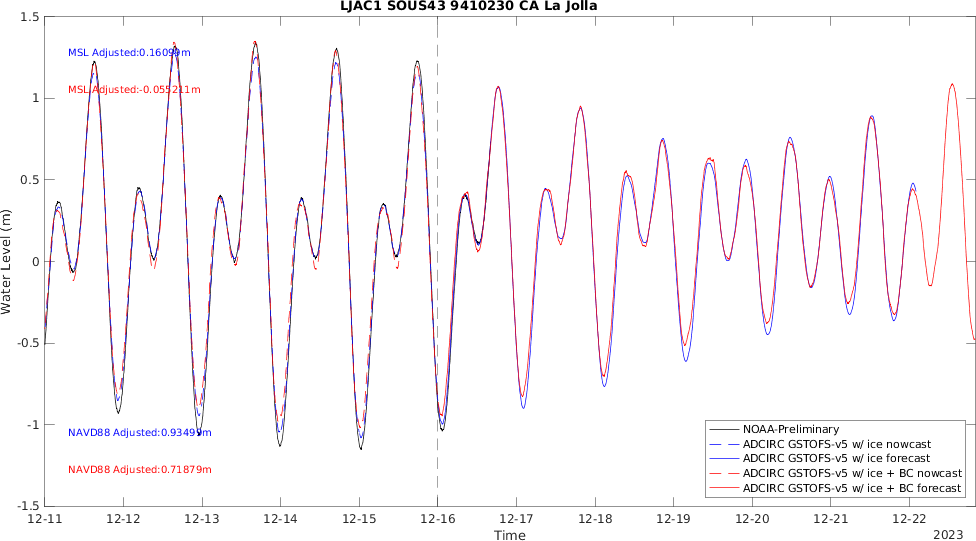 LJAC1 SOUS43 9410230 CA La Jolla
1.5
MSL Adjusted:0.16099m
MSL Adjusted:-0.055211m
1
0.5
0
-0.5
-1
-1.5
Water Level (m)
NAVD88 Adjusted:0.93499m
NAVD88 Adjusted:0.71879m
NOAA-Preliminary
ADCIRC GSTOFS-v5 w/ ice nowcast
ADCIRC GSTOFS-v5 w/ ice forecast
ADCIRC GSTOFS-v5 w/ ice + BC nowcast
ADCIRC GSTOFS-v5 w/ ice + BC forecast
12-11 12-12 12-13 12-14 12-15 12-16 12-17 12-18 12-19 12-20 12-21 12-22
Time
2023